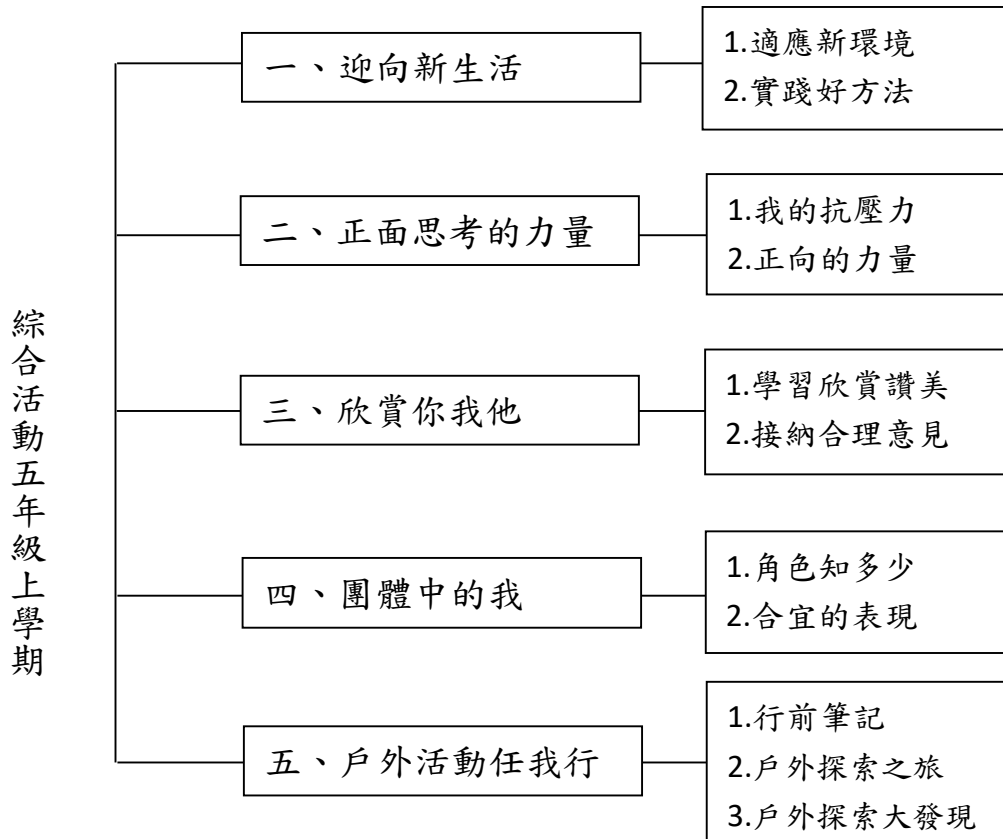 綜合活動五年級上學期
一、迎向新生活
1.適應新環境
2.實踐好方法
二、正面思考的力量
1.我的抗壓力
2.正向的力量
三、欣賞你我他
1.學習欣賞讚美
2.接納合理意見
四、團體中的我
1.角色知多少
2.合宜的表現
五、戶外活動任我行
1.行前筆記
2.戶外探索之旅
3.戶外探索大發現